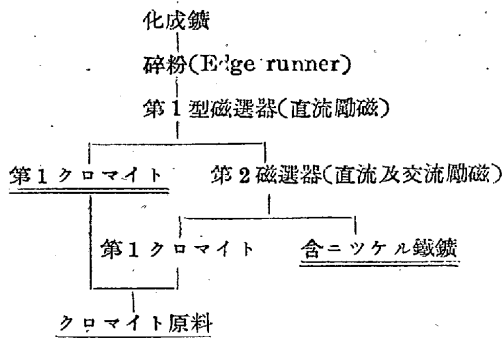 化成鑛
碎粉(Edge runner)
第1型磁選器(直流勵磁)
第1クロマイト
第2磁選器(直流及交流勵磁)
第1クロマイト
含ニツケル鐵鑛
クロマイト原料